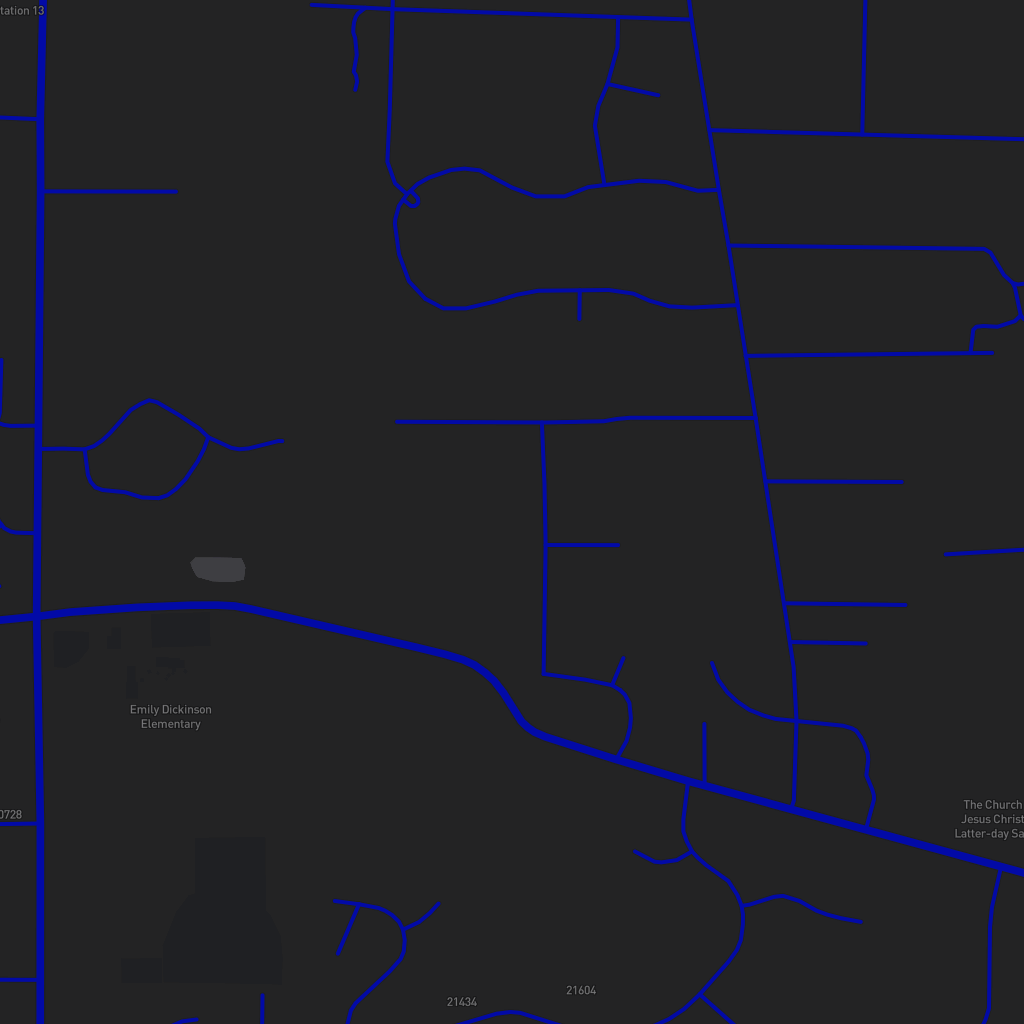 tation 13
Emily Dickinson
Elementary
0728
The Church
Jesus Christ
Latter-day Sa
21604
21434